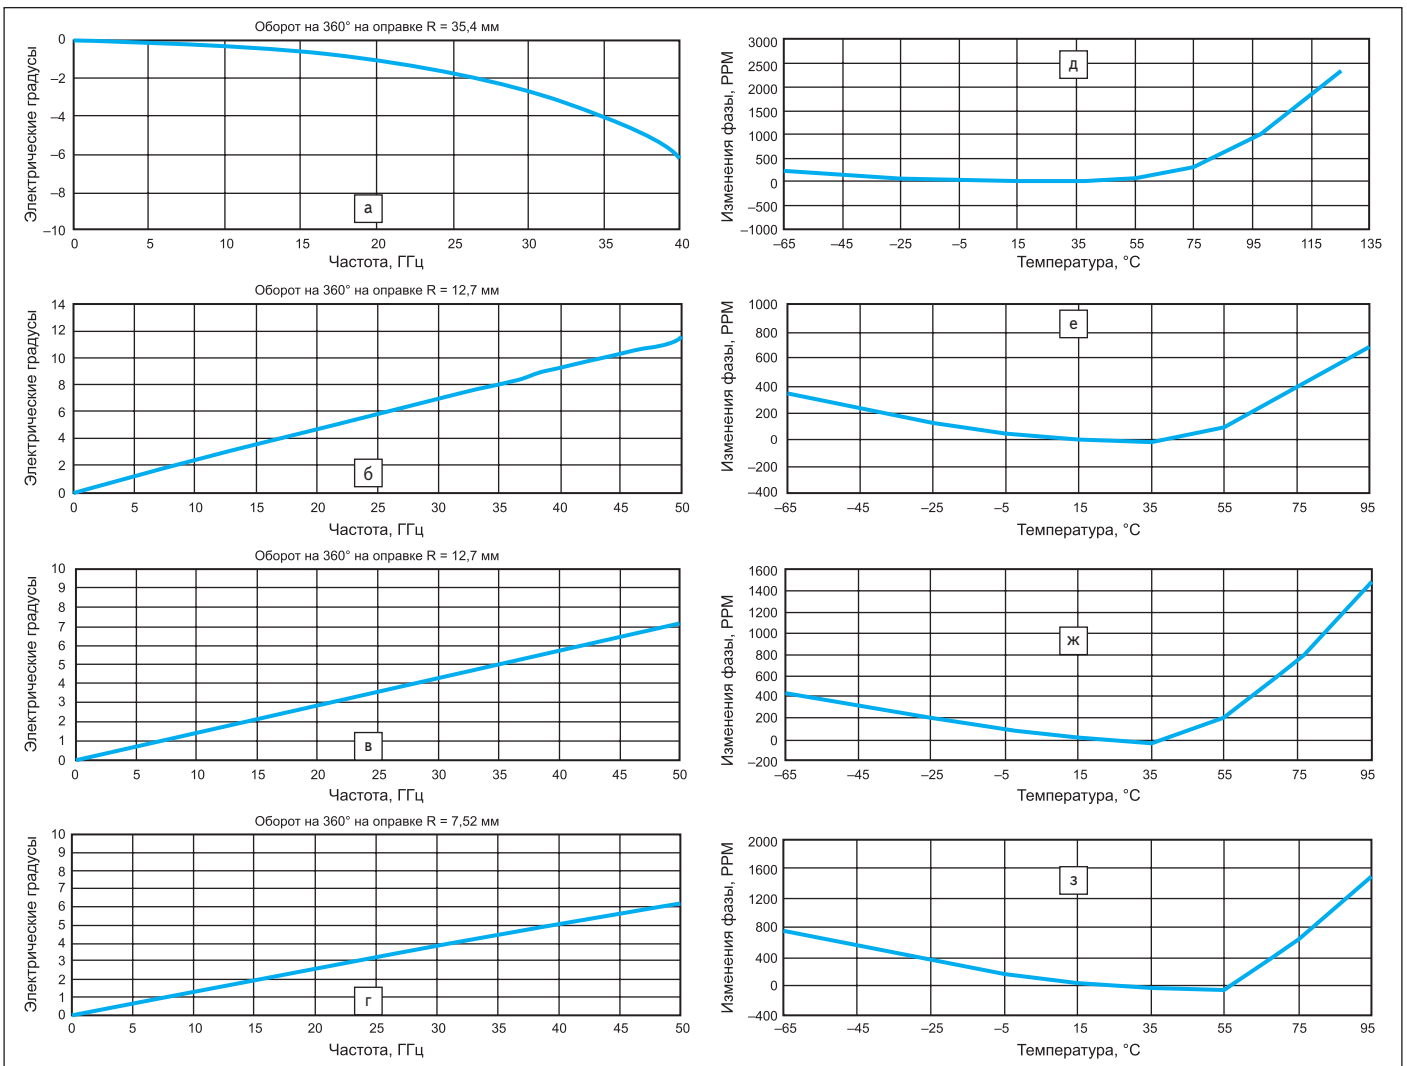 Оборот на 360° на оправке R = 35,4 мм
Электрические градусы
0
–2
–4
–6
–8
–10
а
0 5 10 15 20 25 30 35 40
Частота, ГГц
Изменения фазы, PPM
3000
2500
2000
1500
1000
500
0
–500
–1000
д
–65 –45 –25 –5 15 35 55 75 95 115 135
Температура, °C
Оборот на 360° на оправке R = 12,7 мм
Электрические градусы
14
12
10
8
6
4
2
0
б
0 5 10 15 20 25 30 35 40 45 50
Частота, ГГц
Изменения фазы, PPM
1000
800
600
400
200
0
–200
–400
е
–65 –45 –25 –5 15 35 55 75 95
Температура, °C
Оборот на 360° на оправке R = 12,7 мм
Электрические градусы
10
9
8
7
6
5
4
3
2
1
0
в
0 5 10 15 20 25 30 35 40 45 50
Частота, ГГц
Изменения фазы, PPM
1600
1400
1200
1000
800
600
400
200
0
–200
ж
–65 –45 –25 –5 15 35 55 75 95
Температура, °C
Оборот на 360° на оправке R = 7,52 мм
Электрические градусы
10
9
8
7
6
5
4
3
2
1
0
г
0 5 10 15 20 25 30 35 40 45 50
Частота, ГГц
Изменения фазы, PPM
2000
1600
1200
800
400
0
–400
з
–65 –45 –25 –5 15 35 55 75 95
Температура, °C